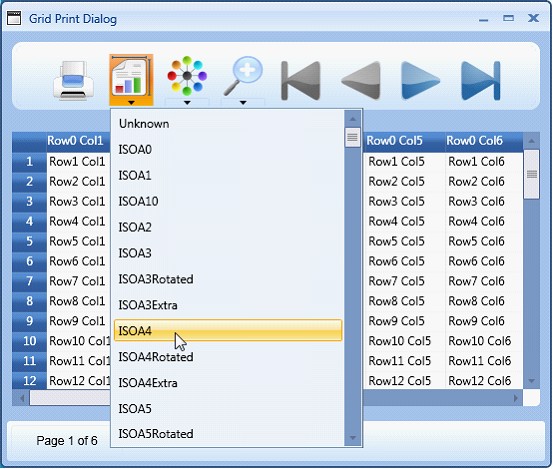 Grid Print Dialog
Unknown
ISOA0
ISOA1
ISOA10
ISOA2
ISOA3
ISOA3Rotated
ISOA3Extra
ISOA4
ISOA4Rotated
ISOA4Extra
ISOA5
ISOA5Rotated
Row0 Col1 Row0 Col5 Row0 Col6
1 Row1 Col1 Row1 Col5 Row1 Col6
2 Row2 Col1 Row2 Col5 Row2 Col6
3 Row3 Col1 Row3 Col5 Row3 Col6
4 Row4 Col1 Row4 Col5 Row4 Col6
5 Row5 Col1 Row5 Col5 Row5 Col6
6 Row6 Col1 Row6 Col5 Row6 Col6
7 Row7 Col1 Row7 Col5 Row7 Col6
8 Row8 Col1 Row8 Col5 Row8 Col6
9 Row9 Col1 Row9 Col5 Row9 Col6
10 Row10 Col1 Row10 Col5 Row10 Col6
11 Row11 Col1 Row11 Col5 Row11 Col6
12 Row12 Col1 Row12 Col5 Row12 Col6
Page 1 of 6